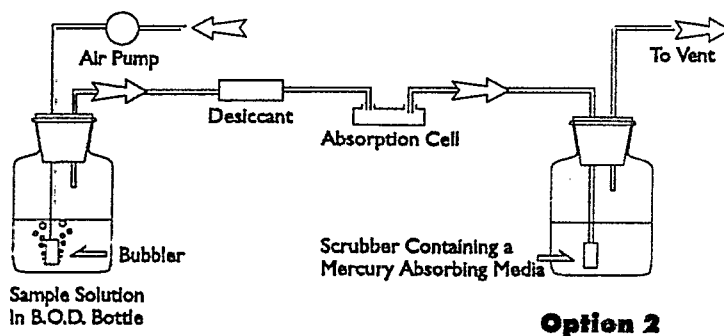 Air Pump
To Vent
Desiccant
Absorption Cell
Bubbler
Scrubber Containing a
Mercury Absorbing Media
Sample Solution
In B.O.D. Bottle
Option 2